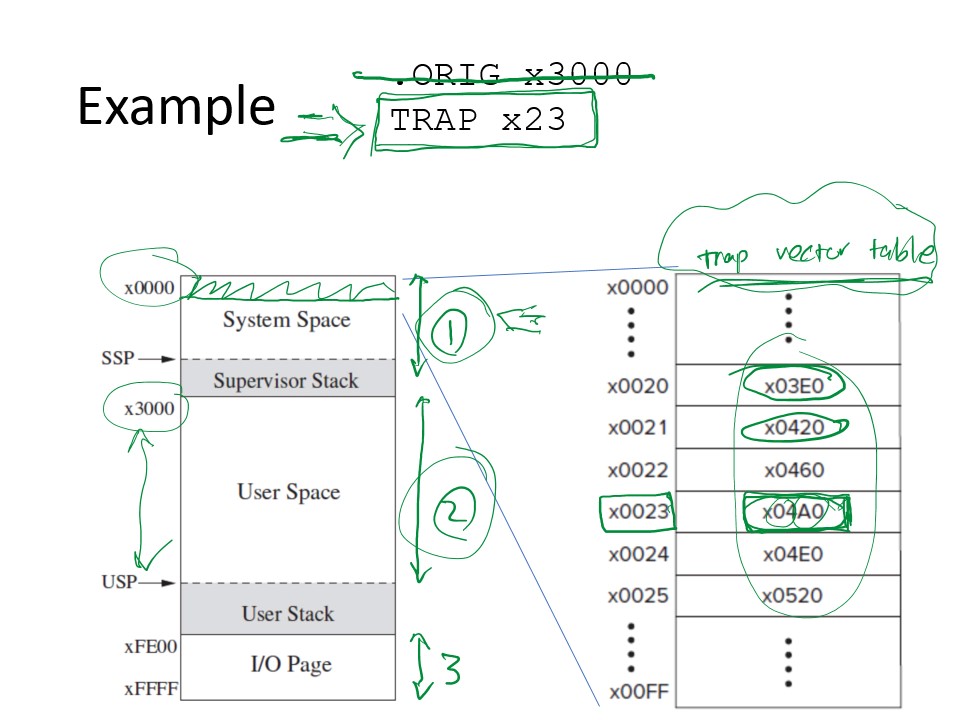 .ORIG x3000
Example
TRAP x23
trap vector table
x0000
System Space
1
SSP
Supervisor Stack
x3000
User Space
2
USP
User Stack
xFE00
I/O Page
3
xFFFF
x0000
x0020 x03E0
x0021 x0420
x0022 x0460
x0023 x04A0
x0024 x04E0
x0025 x0520
x00FF